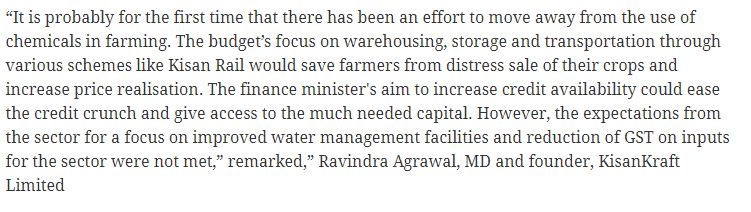 “It is probably for the first time that there has been an effort to move away from the use of
chemicals in farming. The budget’s focus on warehousing, storage and transportation through
various schemes like Kisan Rail would save farmers from distress sale of their crops and
increase price realisation. The finance minister's aim to increase credit availability could ease
the credit crunch and give access to the much needed capital. However, the expectations from
the sector for a focus on improved water management facilities and reduction of GST on inputs
for the sector were not met,” remarked,” Ravindra Agrawal, MD and founder, KisanKraft
Limited